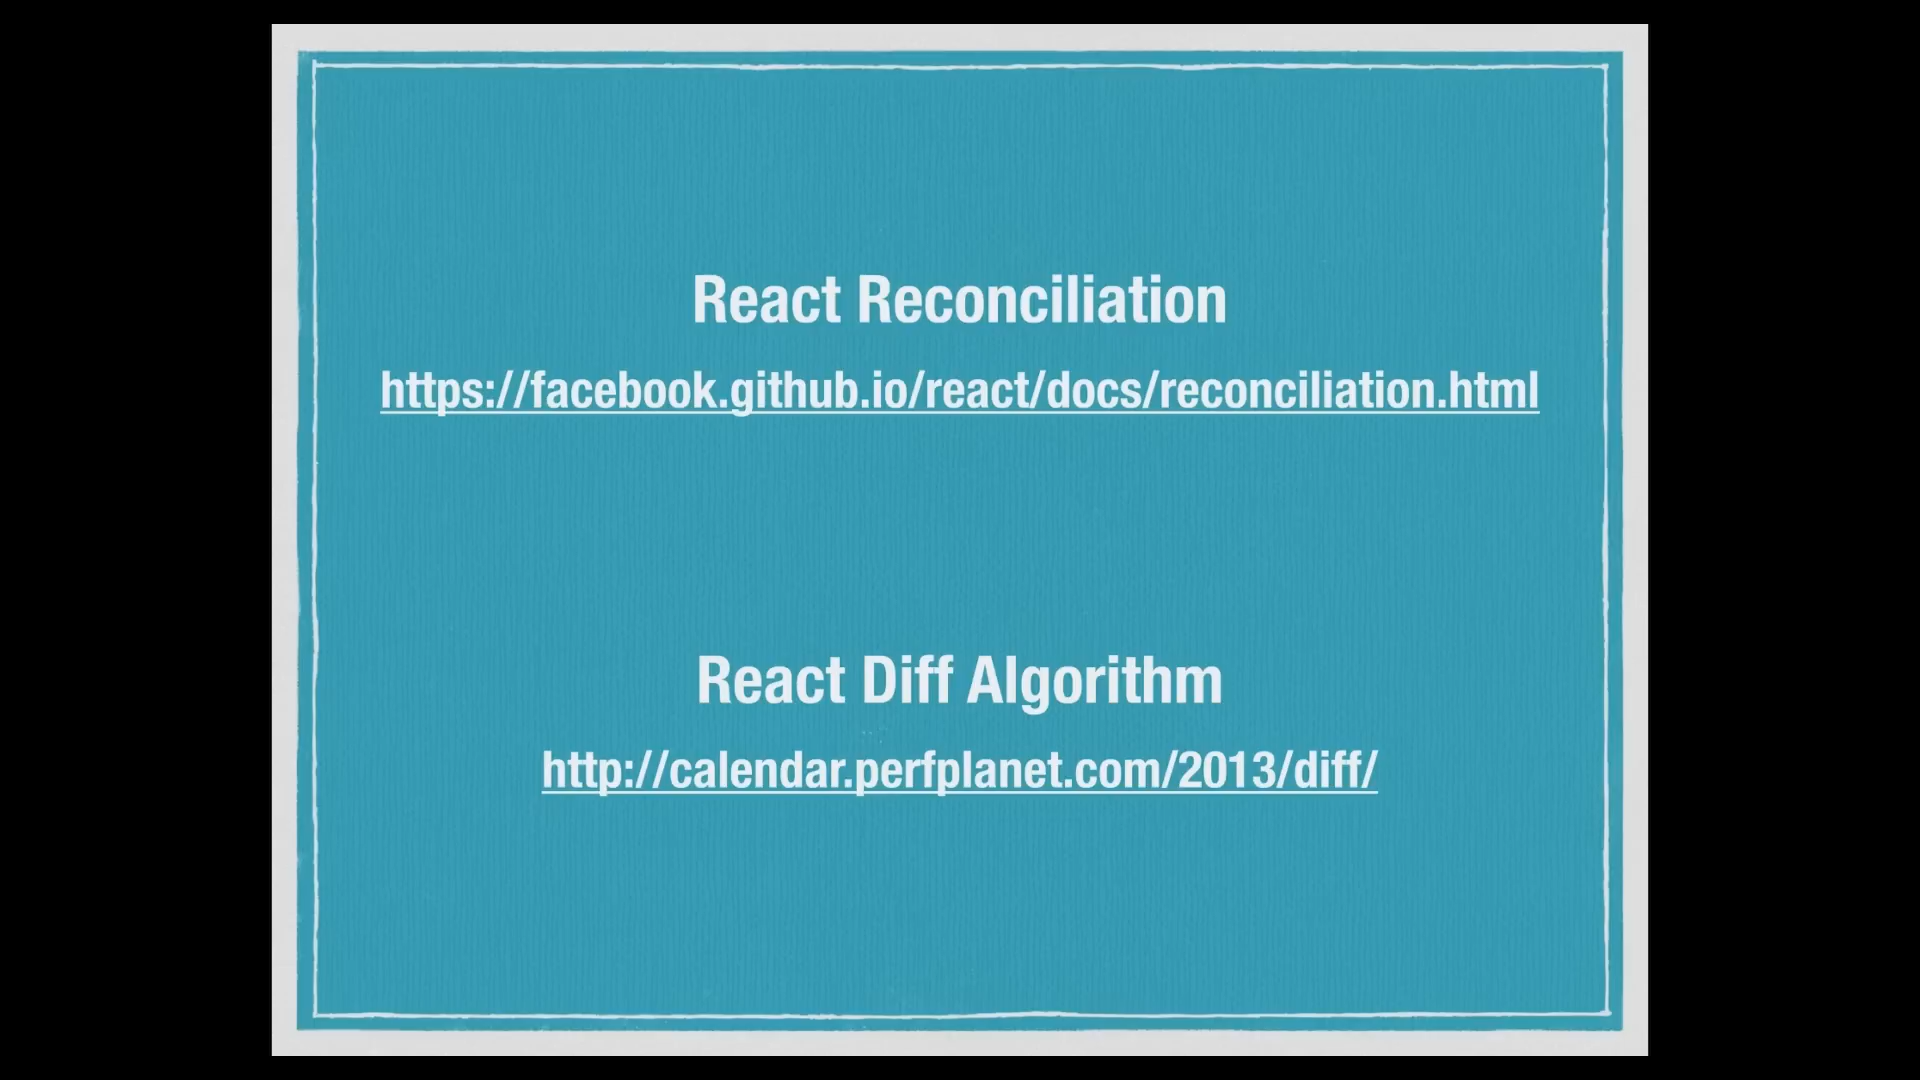 React Reconciliation
https://facebook.github.io/react/docs/reconciliation.html
React Diff Algorithm
http://calendar.perfplanet.com/2013/diff/